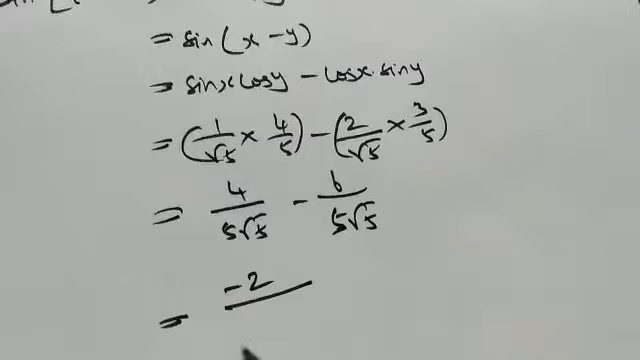 = sin(x - y)
= sinx cosy - cosx. siny
= (1/√5 × 4/5) - (2/√5 × 3/5)
= 4/5√5 - 6/5√5
= -2